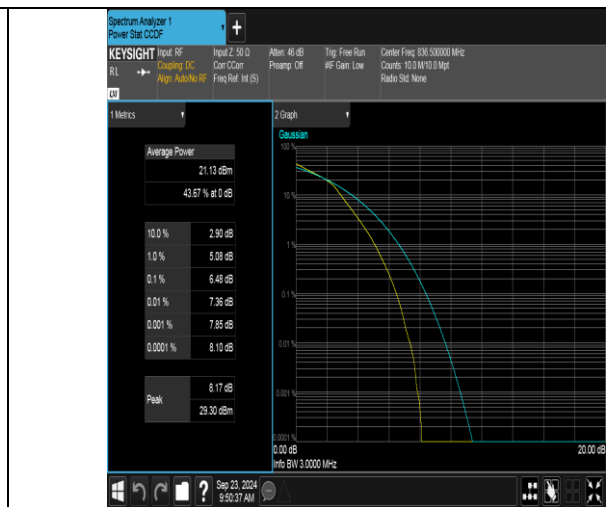 Spectrum Analyzer 1
Power Stat CCDF
+
KEYSIGHT Input: RF Input Z: 50 Ω Atten: 46 dB Trig: Free Run Center Freq: 836.500000 MHz
RL Coupling: DC Corr CCorr Preamp: Off #IF Gain: Low Counts: 10.0 M/10.0 Mpt
Align: Auto/No RF Freq Ref: Int (S) Radio Std: None
LXI
1 Metrics
Average Power
21.13 dBm
43.67 % at 0 dB
10.0 % 2.90 dB
1.0 % 5.08 dB
0.1 % 6.48 dB
0.01 % 7.36 dB
0.001 % 7.85 dB
0.0001 % 8.10 dB
Peak
8.17 dB
29.30 dBm
2 Graph
Gaussian
100 %
10 %
1 %
0.1 %
0.01 %
0.001 %
0.0001 %
0.00 dB 20.00 dB
Info BW 3.0000 MHz
? Sep 23, 2024
9:50:37 AM